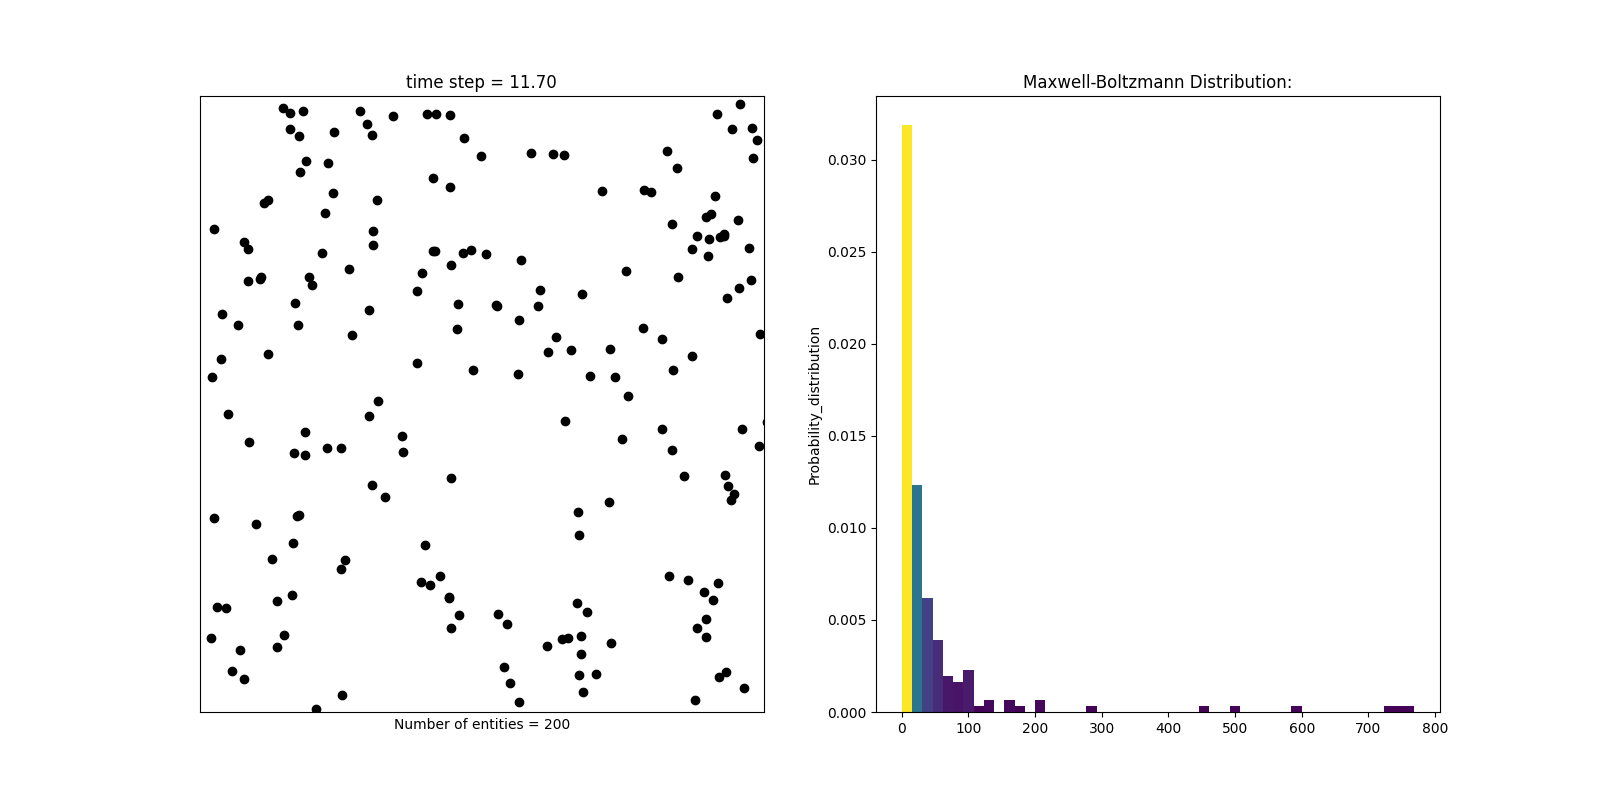 time step = 11.70
Number of entities = 200
Maxwell-Boltzmann Distribution:
Probability_distribution
0.030
0.025
0.020
0.015
0.010
0.005
0.000
0 100 200 300 400 500 600 700 800